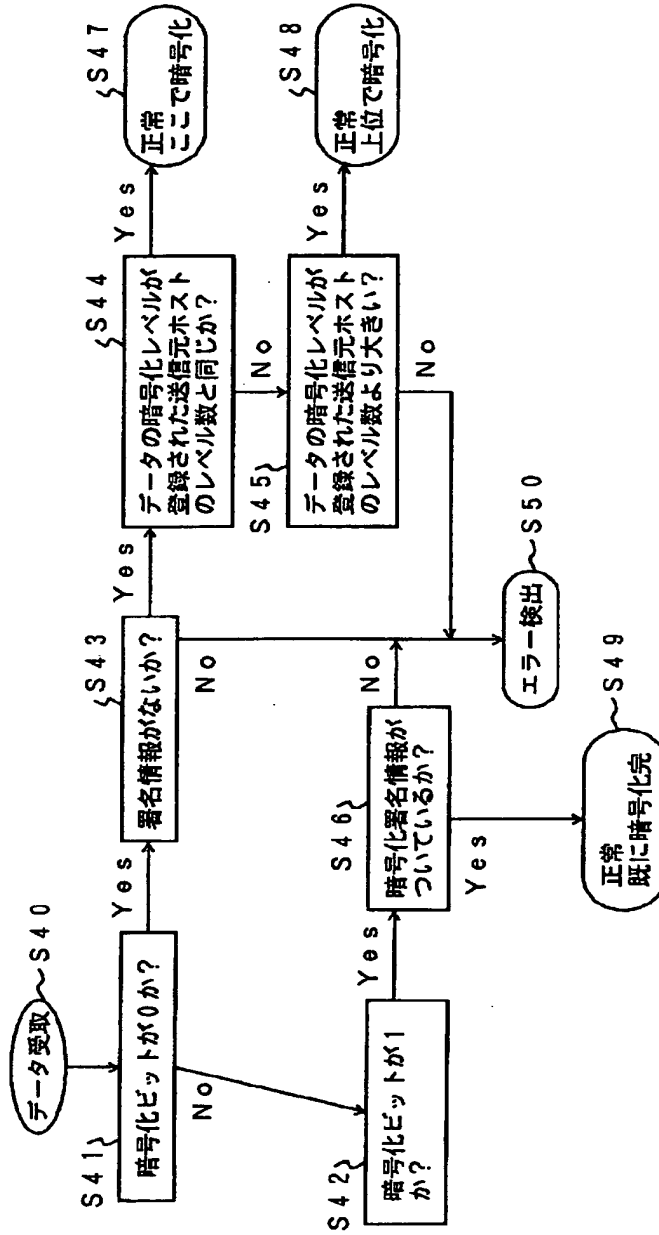 データ受取
S40
S41
暗号化ビットが0か?
Yes
No
S42
暗号化ビットが1
か?
Yes
S43
署名情報がないか?
Yes
No
S46
暗号化署名情報が
ついているか?
No
Yes
S44
データの暗号化レベルが
登録された送信元ホスト
のレベル数と同じか?
Yes
No
S45
データの暗号化レベルが
登録された送信元ホスト
のレベル数より大きい?
Yes
No
S47
正常
ここで暗号化
S48
正常
上位で暗号化
S49
正常
既に暗号化完
S50
エラー検出